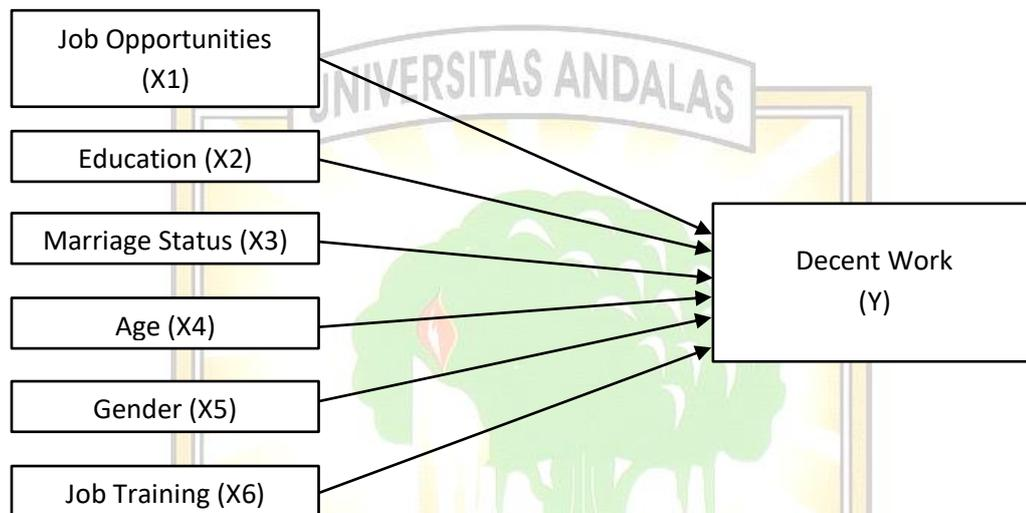 Job Opportunities
(X1)
UNIVERSITAS ANDALAS
Education (X2)
Marriage Status (X3)
Age (X4)
Gender (X5)
Job Training (X6)
Decent Work
(Y)